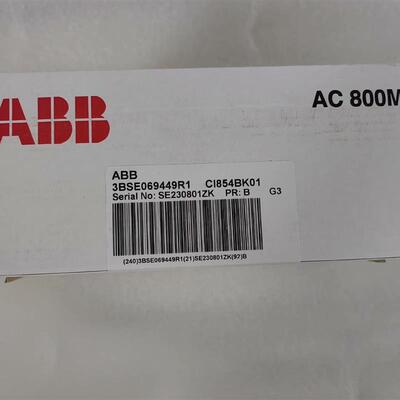 ABB
AC 800M
ABB
3BSE069449R1 CI854BK01
Serial No: SE230801ZK PR: B G3
(240)3BSE069449R1(21)SE230801ZK(97)B